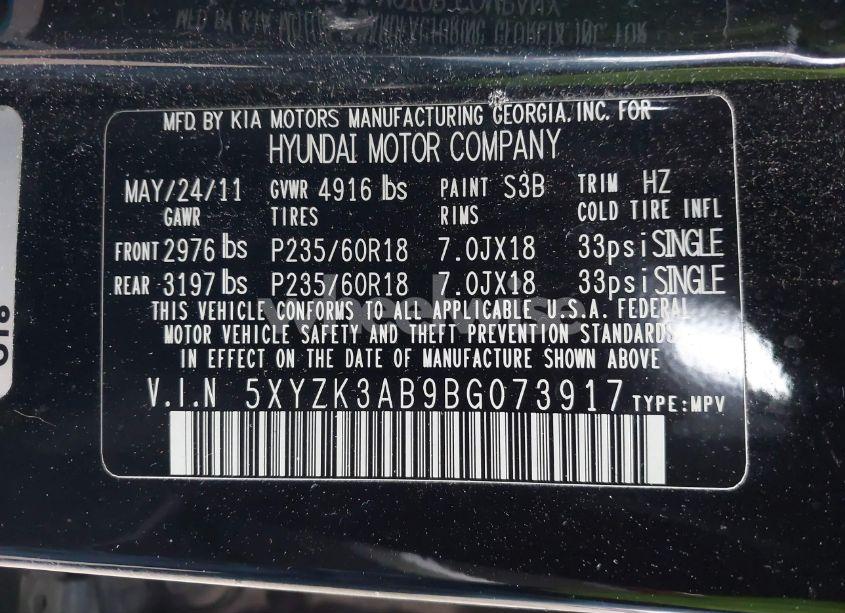 MFD. BY KIA MOTORS MANUFACTURING GEORGIA, INC. FOR
HYUNDAI MOTOR COMPANY
MAY/24/11 GVWR 4916 lbs PAINT S3B TRIM HZ
GAWR TIRES RIMS COLD TIRE INFL
FRONT 2976 lbs P235/60R18 7.0JX18 33psi SINGLE
REAR 3197 lbs P235/60R18 7.0JX18 33psi SINGLE
THIS VEHICLE CONFORMS TO ALL APPLICABLE U.S.A. FEDERAL
MOTOR VEHICLE SAFETY AND THEFT PREVENTION STANDARDS
IN EFFECT ON THE DATE OF MANUFACTURE SHOWN ABOVE
V.I.N 5XYZK3AB9BG073917 TYPE:MPV